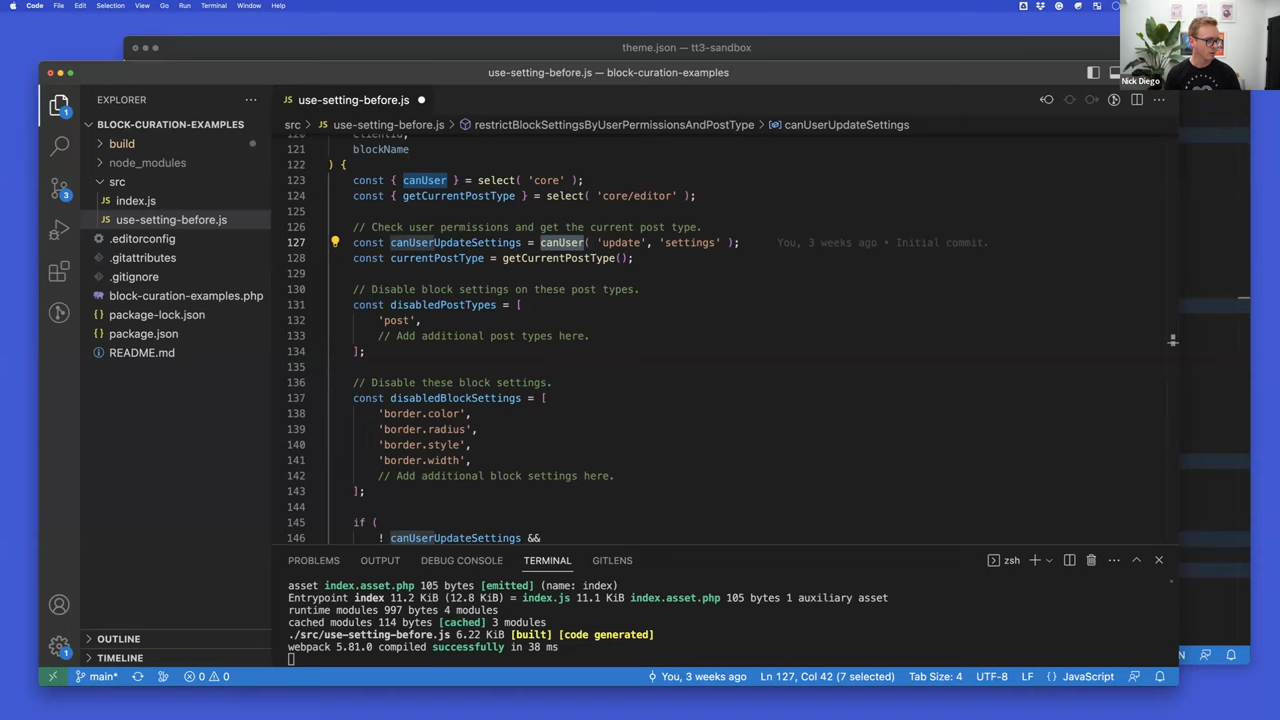 Code File Edit Selection View Go Run Terminal Window Help
theme.json — tt3-sandbox
use-setting-before.js — block-curation-examples
Nick Diego
EXPLORER
use-setting-before.js
BLOCK-CURATION-EXAMPLES
build
node_modules
src
index.js
use-setting-before.js
.editorconfig
.gitattributes
.gitignore
block-curation-examples.php
package-lock.json
package.json
README.md
OUTLINE
TIMELINE
1
3
1
src > use-setting-before.js > restrictBlockSettingsByUserPermissionsAndPostType > canUserUpdateSettings
120 clientId,
121 blockName
122 ) {
123 const { canUser } = select( 'core' );
124 const { getCurrentPostType } = select( 'core/editor' );
125
126 // Check user permissions and get the current post type.
127 const canUserUpdateSettings = canUser( 'update', 'settings' ); You, 3 weeks ago • Initial commit.
128 const currentPostType = getCurrentPostType();
129
130 // Disable block settings on these post types.
131 const disabledPostTypes = [
132 'post',
133 // Add additional post types here.
134 ];
135
136 // Disable these block settings.
137 const disabledBlockSettings = [
138 'border.color',
139 'border.radius',
140 'border.style',
141 'border.width',
142 // Add additional block settings here.
143 ];
144
145 if (
146 ! canUserUpdateSettings &&
PROBLEMS OUTPUT DEBUG CONSOLE TERMINAL GITLENS
zsh
asset index.asset.php 105 bytes [emitted] (name: index)
Entrypoint index 11.2 KiB (12.8 KiB) = index.js 11.1 KiB index.asset.php 105 bytes 1 auxiliary asset
runtime modules 997 bytes 4 modules
cached modules 114 bytes [cached] 3 modules
./src/use-setting-before.js 6.22 KiB [built] [code generated]
webpack 5.81.0 compiled successfully in 38 ms
main* 0 0 You, 3 weeks ago Ln 127, Col 42 (7 selected) Tab Size: 4 UTF-8 LF {} JavaScript